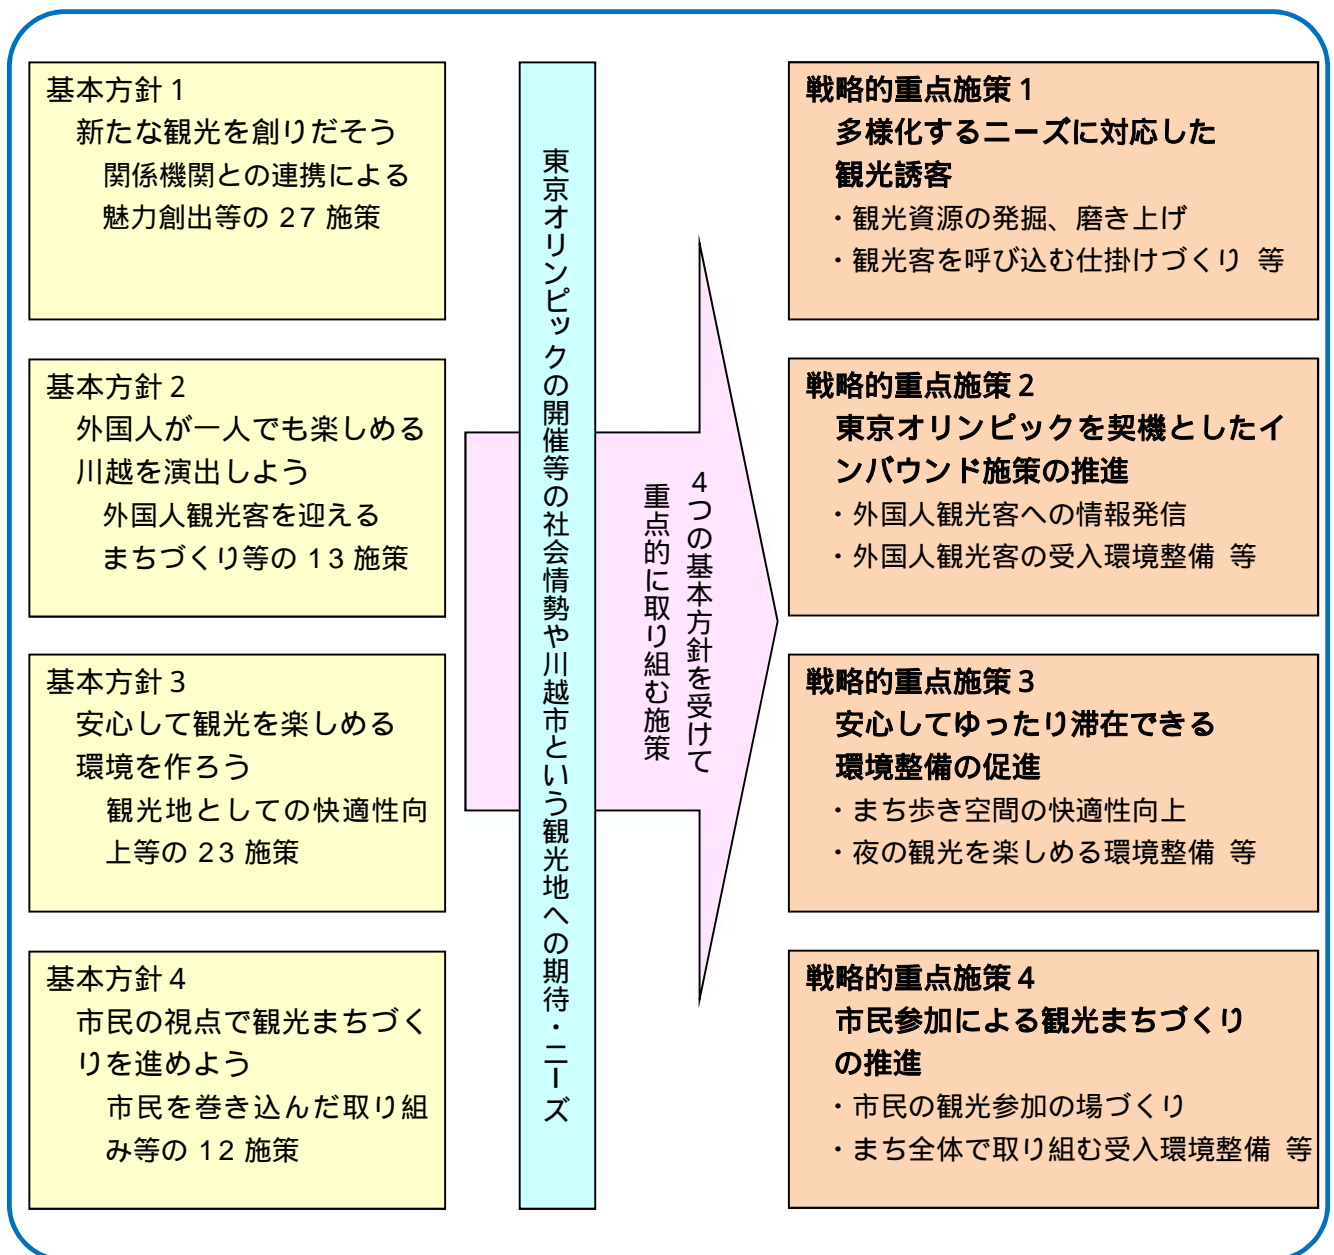 基本方針１
新たな観光を創りだそう
関係機関との連携による
魅力創出等の 27 施策
基本方針２
外国人が一人でも楽しめる
川越を演出しよう
外国人観光客を迎える
まちづくり等の 13 施策
基本方針３
安心して観光を楽しめる
環境を作ろう
観光地としての快適性向
上等の 23 施策
基本方針４
市民の視点で観光まちづく
りを進めよう
市民を巻き込んだ取り組
み等の 12 施策
東京オリンピックの開催等の社会情勢や川越市という観光地への期待・ニーズ
４つの基本方針を受けて
重点的に取り組む施策
戦略的重点施策１
多様化するニーズに対応した
観光誘客
・観光資源の発掘、磨き上げ
・観光客を呼び込む仕掛けづくり 等
戦略的重点施策２
東京オリンピックを契機としたイ
ンバウンド施策の推進
・外国人観光客への情報発信
・外国人観光客の受入環境整備 等
戦略的重点施策３
安心してゆったり滞在できる
環境整備の促進
・まち歩き空間の快適性向上
・夜の観光を楽しめる環境整備 等
戦略的重点施策４
市民参加による観光まちづくり
の推進
・市民の観光参加の場づくり
・まち全体で取り組む受入環境整備 等